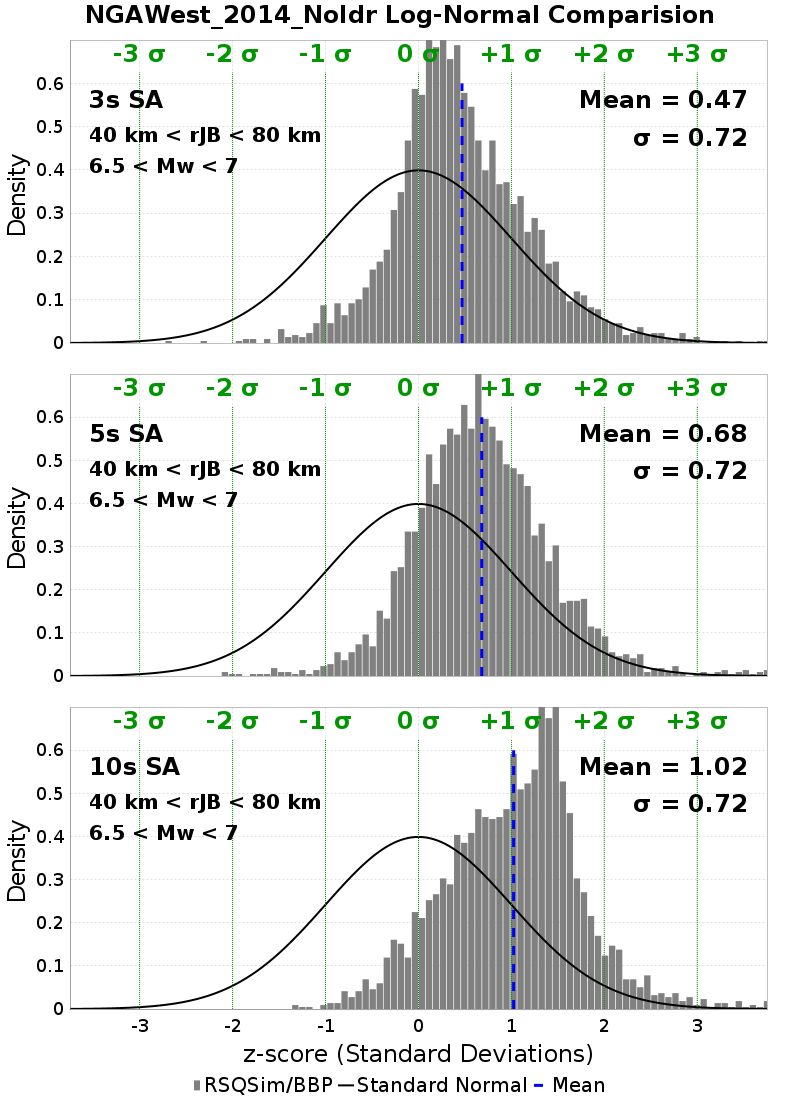 NGAWest_2014_NoIdr Log-Normal Comparision
-3 σ -2 σ -1 σ 0 σ +1 σ +2 σ +3 σ
0.6
3s SA Mean = 0.47
0.5
40 km < rJB < 80 km σ = 0.72
6.5 < Mw < 7
0.4
0.3
0.2
0.1
0
Density
-3 σ -2 σ -1 σ 0 σ +1 σ +2 σ +3 σ
0.6
5s SA Mean = 0.68
0.5
40 km < rJB < 80 km σ = 0.72
6.5 < Mw < 7
0.4
0.3
0.2
0.1
0
Density
-3 σ -2 σ -1 σ 0 σ +1 σ +2 σ +3 σ
0.6
10s SA Mean = 1.02
0.5
40 km < rJB < 80 km σ = 0.72
6.5 < Mw < 7
0.4
0.3
0.2
0.1
0
Density
-3 -2 -1 0 1 2 3
z-score (Standard Deviations)
RSQSim/BBP Standard Normal Mean